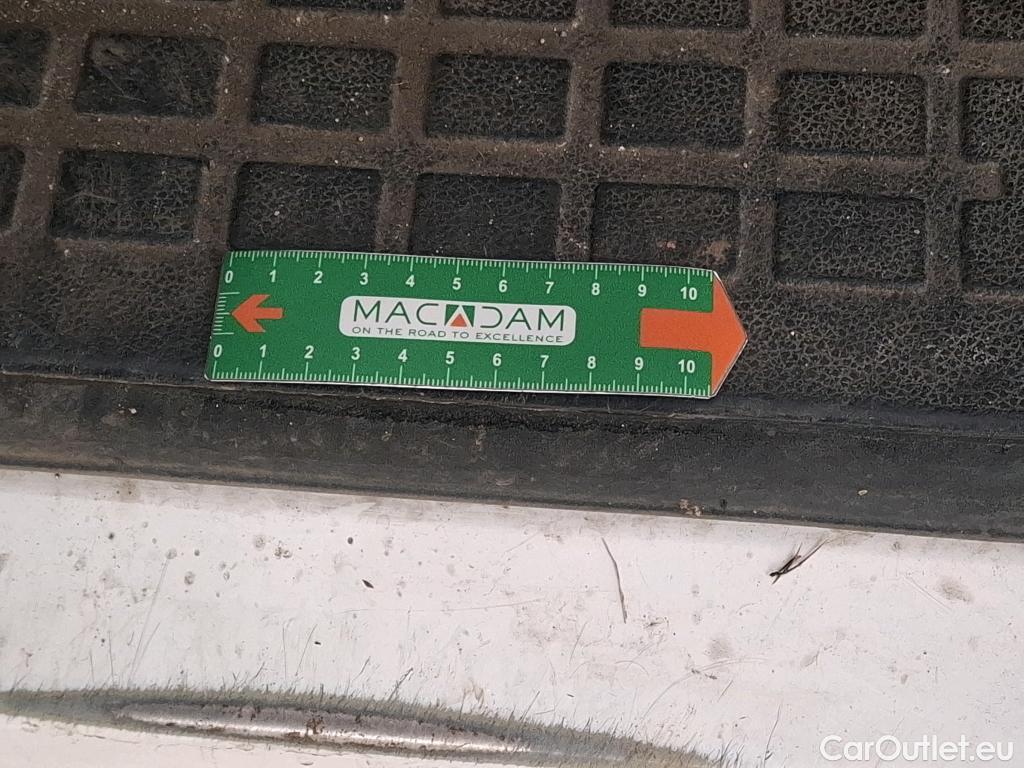 0 1 2 3 4 5 6 7 8 9 10
MACADAM
ON THE ROAD TO EXCELLENCE
0 1 2 3 4 5 6 7 8 9 10
CarOutlet.eu